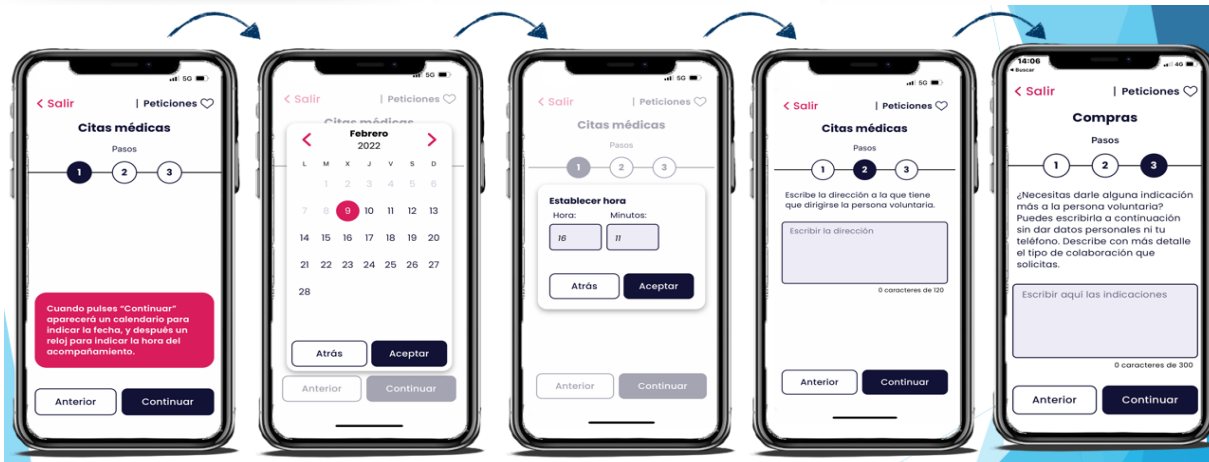 5G
< Salir
| Peticiones
Citas médicas
Pasos
1 2 3
Cuando pulses "Continuar"
aparecerá un calendario para
indicar la fecha, y después un
reloj para indicar la hora del
acompañamiento.
Anterior
Continuar
5G
< Salir
| Peticiones
Citas médicas
Febrero
2022
L M X J V S D
1 2 3 4 5 6
7 8 9 10 11 12 13
14 15 16 17 18 19 20
21 22 23 24 25 26 27
28
Atrás
Aceptar
Anterior
Continuar
5G
< Salir
| Peticiones
Citas médicas
Pasos
1 2 3
Establecer hora
Hora: Minutos:
16 11
Atrás
Aceptar
Anterior
Continuar
5G
< Salir
| Peticiones
Citas médicas
Pasos
1 2 3
Escribe la dirección a la que tiene
que dirigirse la persona voluntaria.
Escribir la dirección
0 caracteres de 120
Anterior
Continuar
14:06
4G
Buscar
< Salir
| Peticiones
Compras
Pasos
1 2 3
¿Necesitas darle alguna indicación
más a la persona voluntaria?
Puedes escribirla a continuación
sin dar datos personales ni tu
teléfono. Describe con más detalle
el tipo de colaboración que
solicitas.
Escribir aquí las indicaciones
0 caracteres de 300
Anterior
Continuar